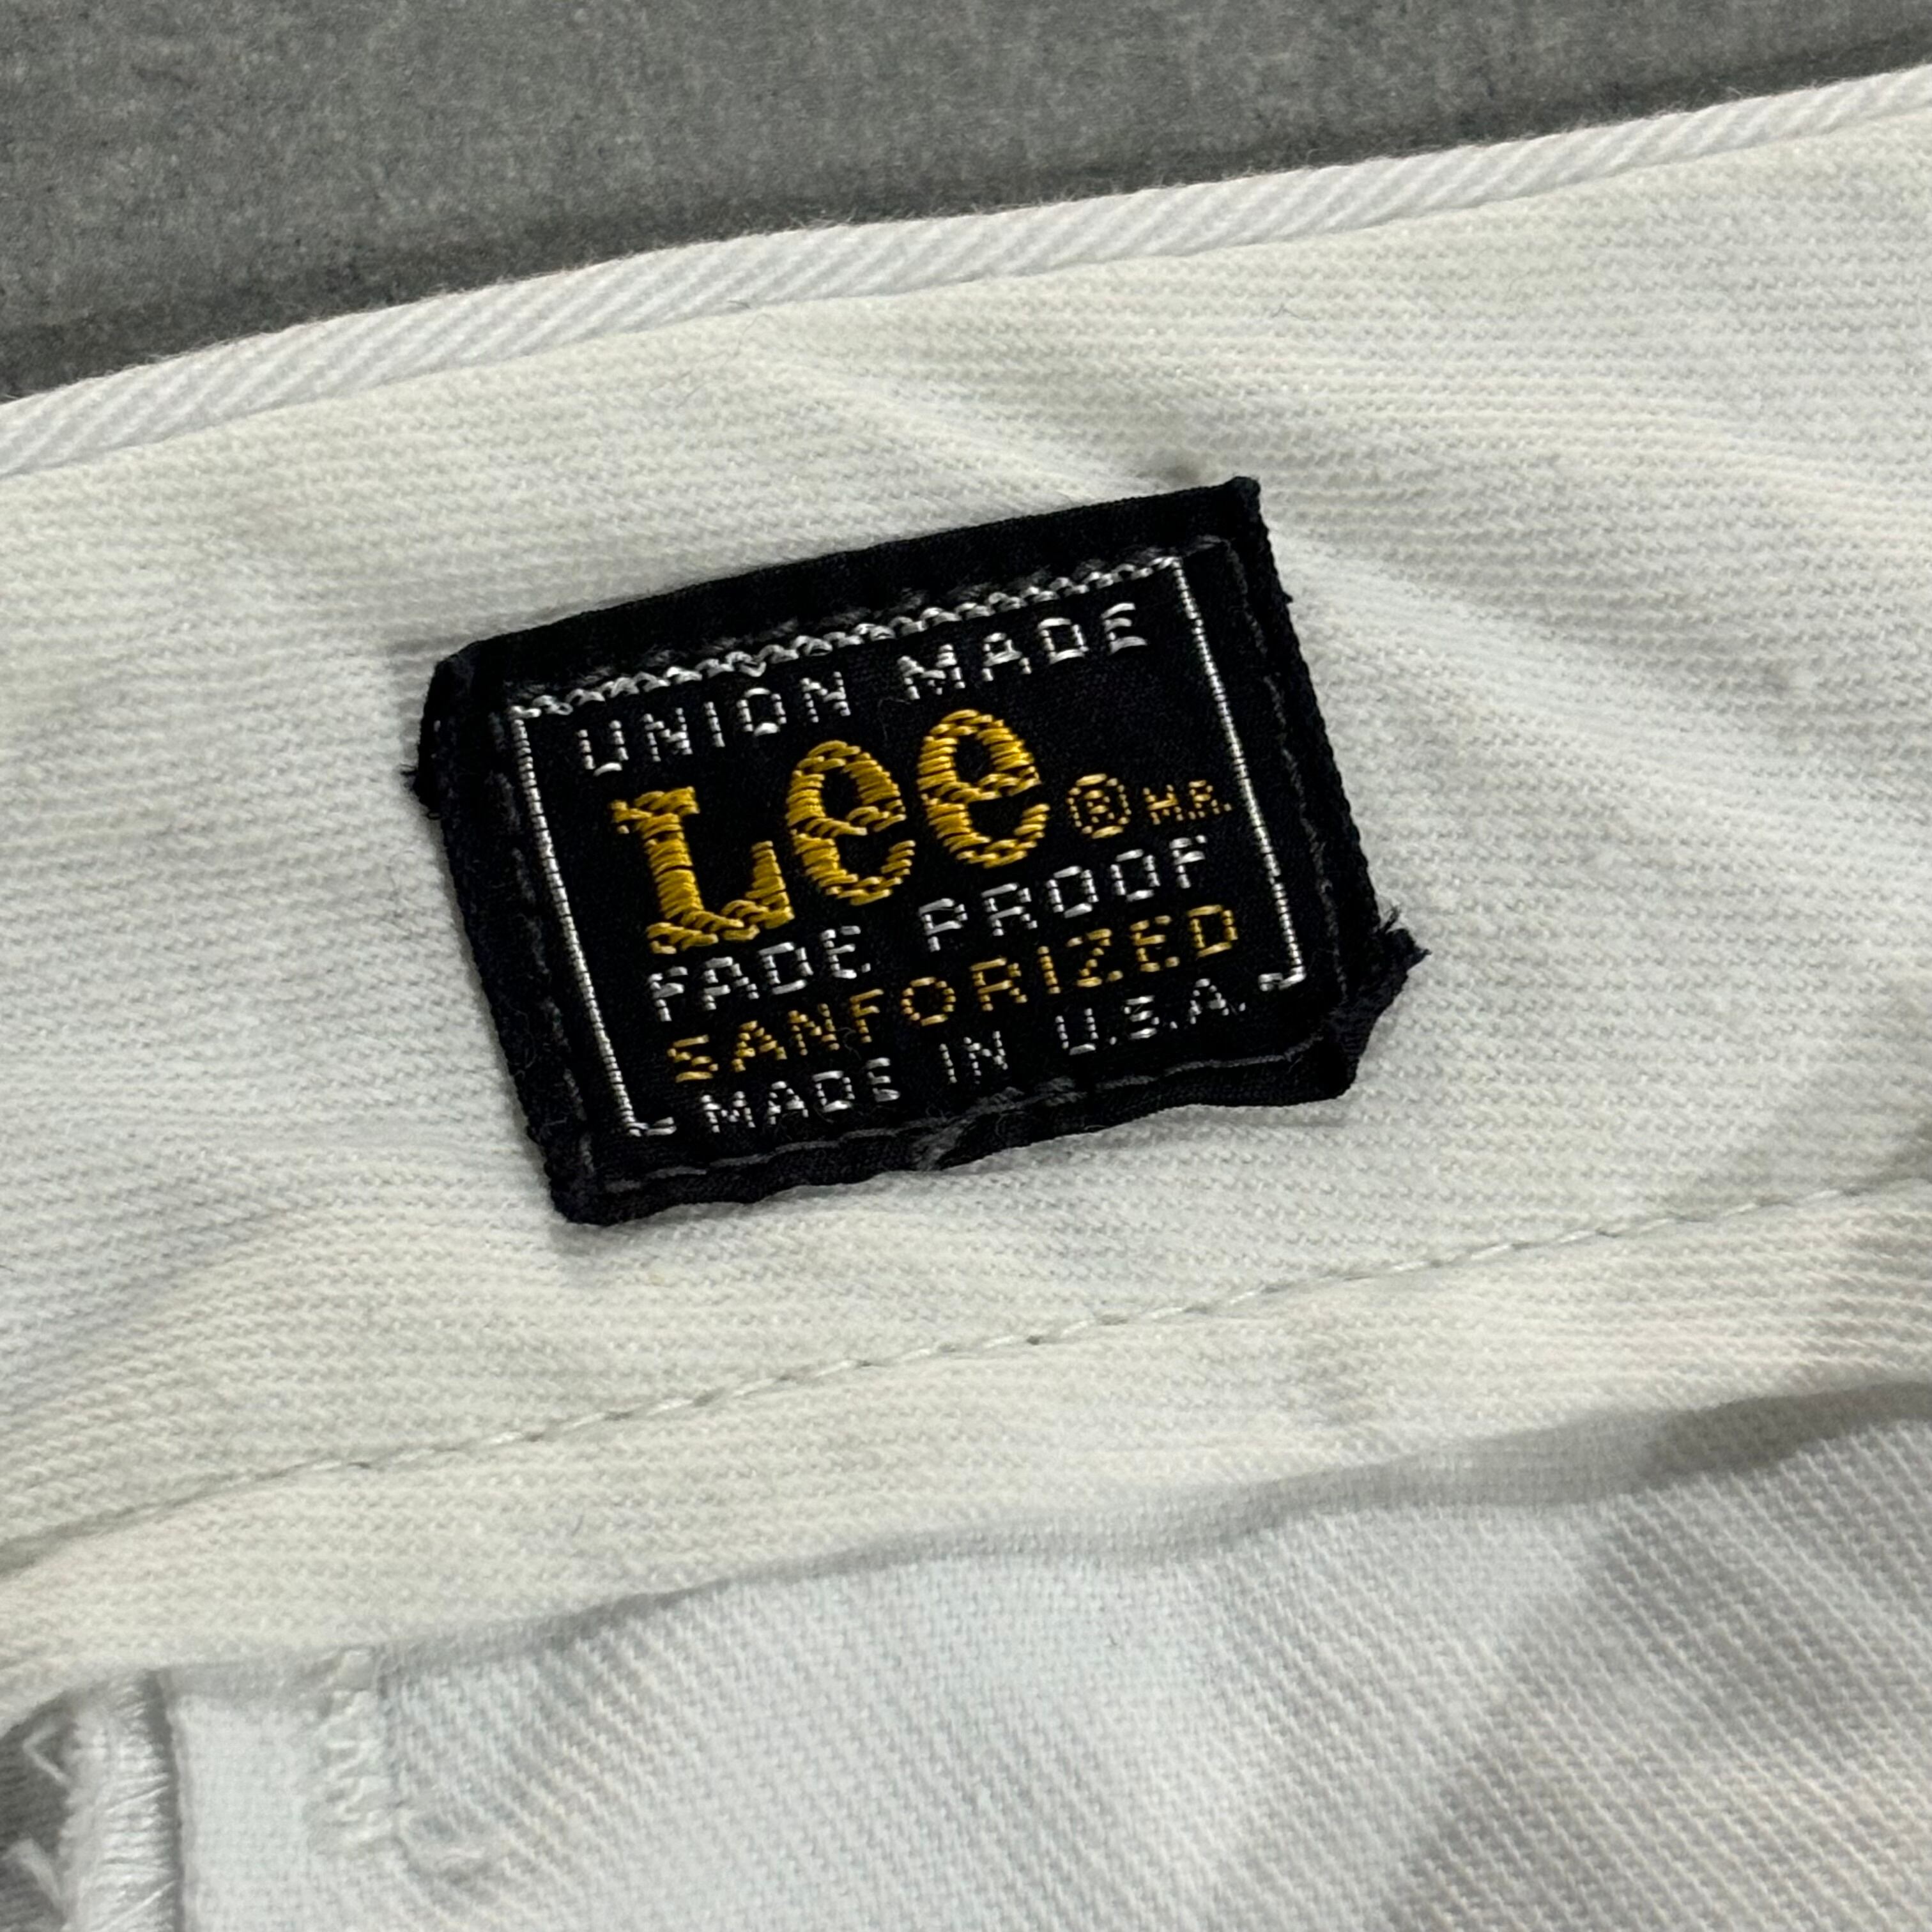 UNION MADE
Lee ® M.R.
FADE PROOF
SANFORIZED
MADE IN U.S.A.